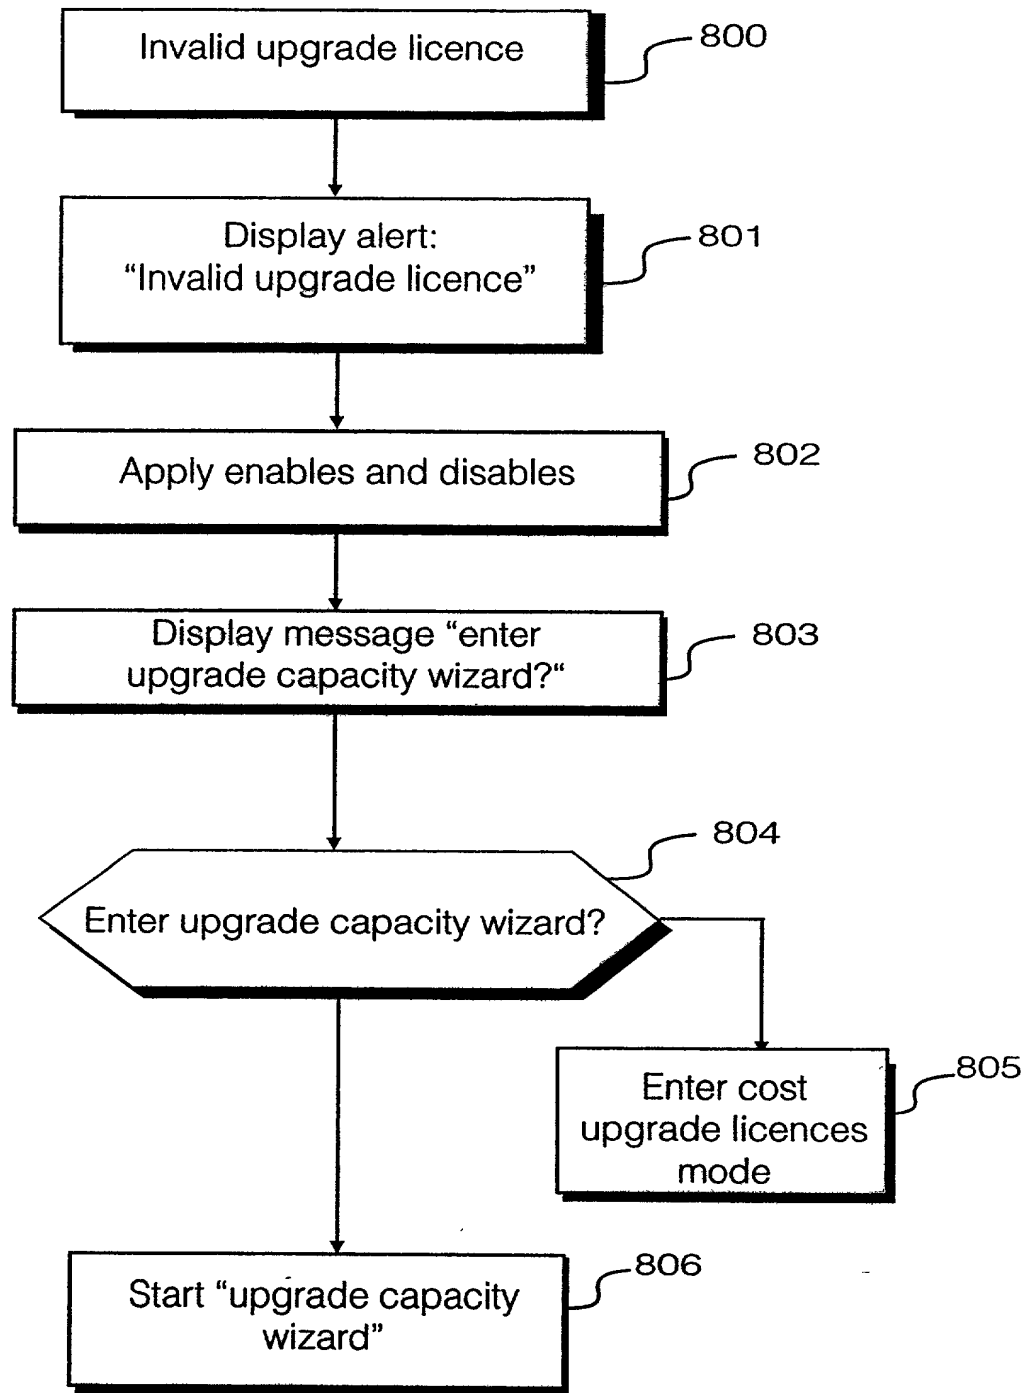 Invalid upgrade licence
800
Display alert:
“Invalid upgrade licence”
801
Apply enables and disables
802
Display message “enter
upgrade capacity wizard?“
803
804
Enter upgrade capacity wizard?
805
Enter cost
upgrade licences
mode
806
Start “upgrade capacity
wizard”